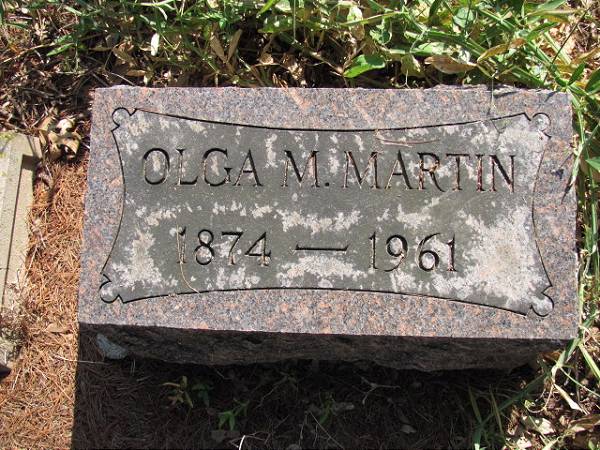 OLGA M. MARTIN
1874 — 1961